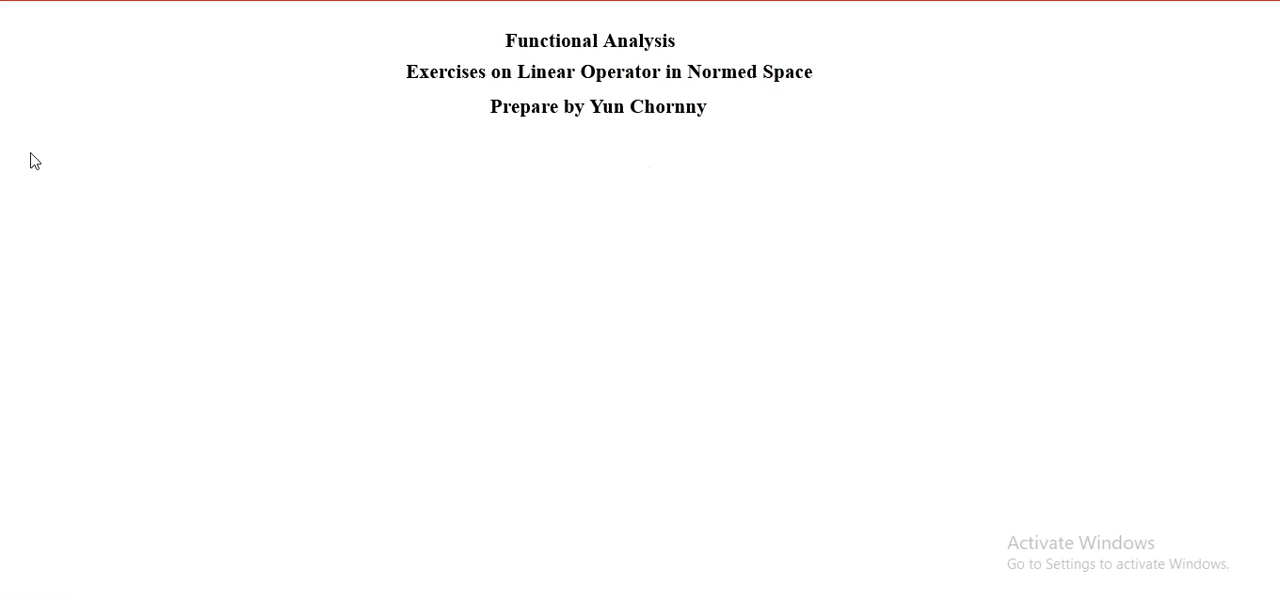 Functional Analysis
Exercises on Linear Operator in Normed Space
Prepare by Yun Chornny
Activate Windows
Go to Settings to activate Windows.